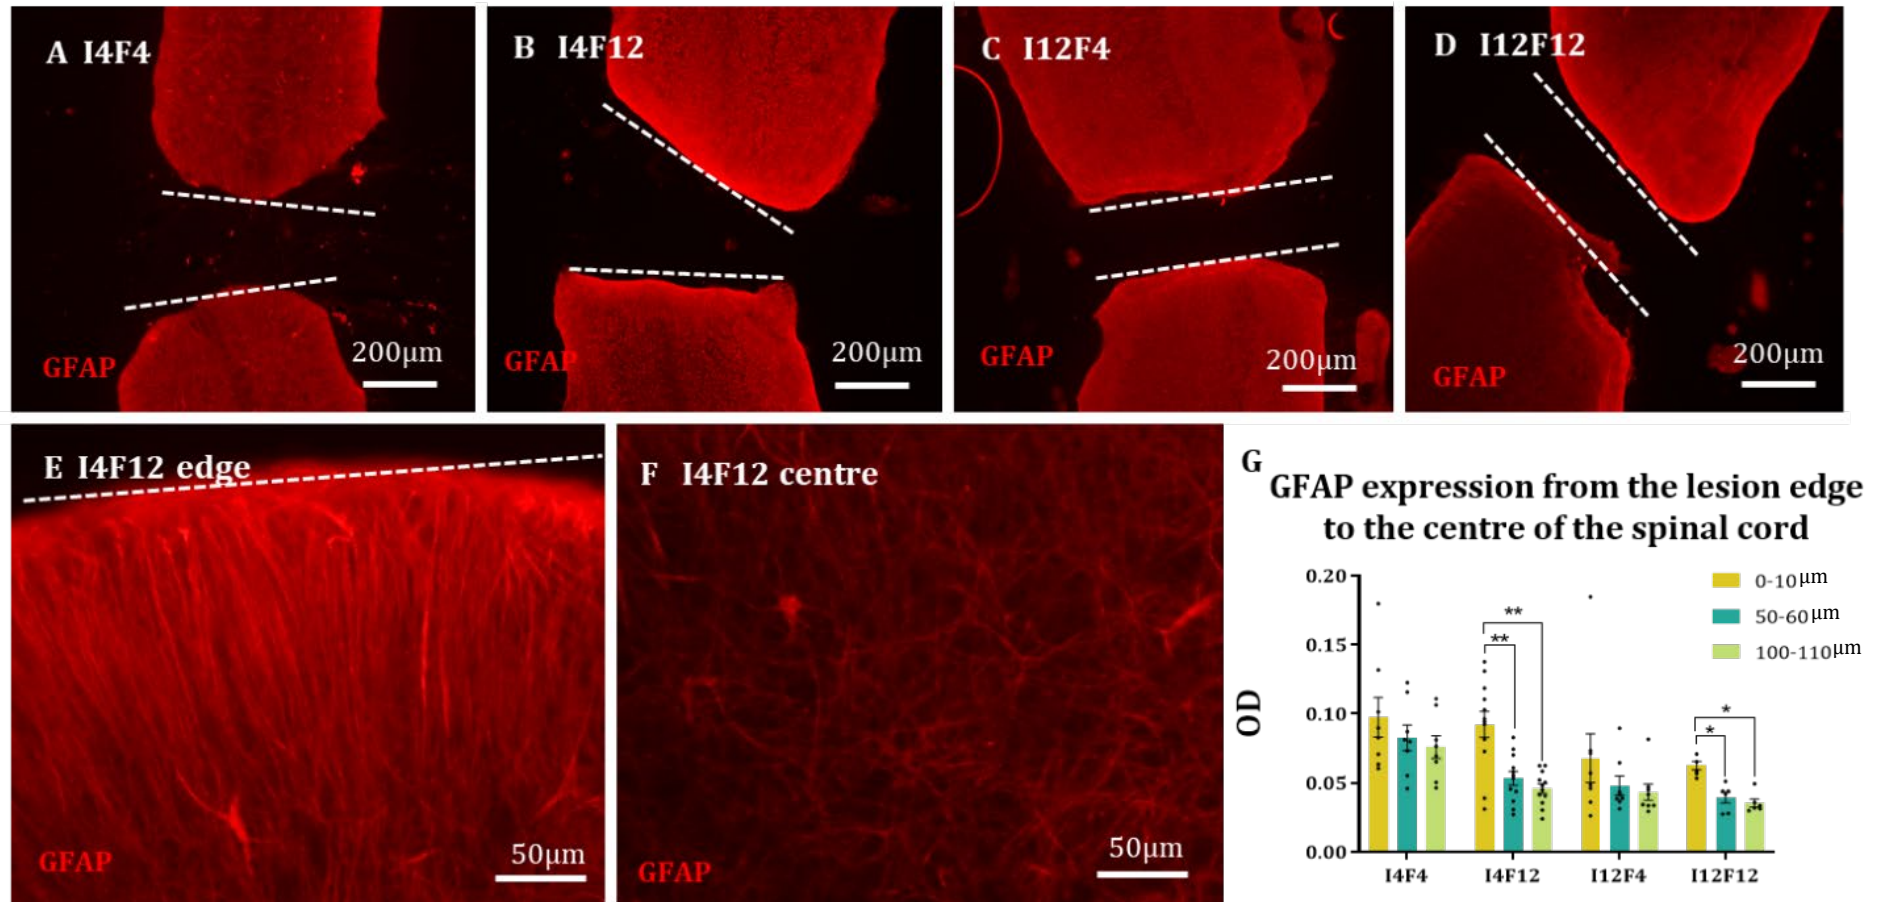 A I4F4
GFAP
200μm
B I4F12
GFAP
200μm
C I12F4
GFAP
200μm
D I12F12
GFAP
200μm
E I4F12 edge
GFAP
50μm
F I4F12 centre
GFAP
50μm
G
GFAP expression from the lesion edge
to the centre of the spinal cord
OD
0.20
0.15
0.10
0.05
0.00
0-10μm
50-60μm
100-110μm
**
**
*
*
I4F4
I4F12
I12F4
I12F12